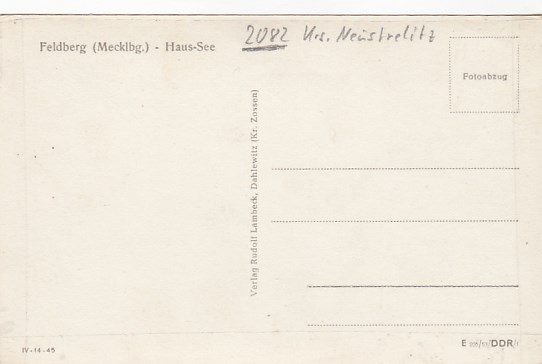 2082 Krs. Neustrelitz
Feldberg (Mecklbg.) - Haus-See
Fotoabzug
Verlag Rudolf Lambeck, Dahlewitz (Kr. Zossen)
E DDR
IV-14-45